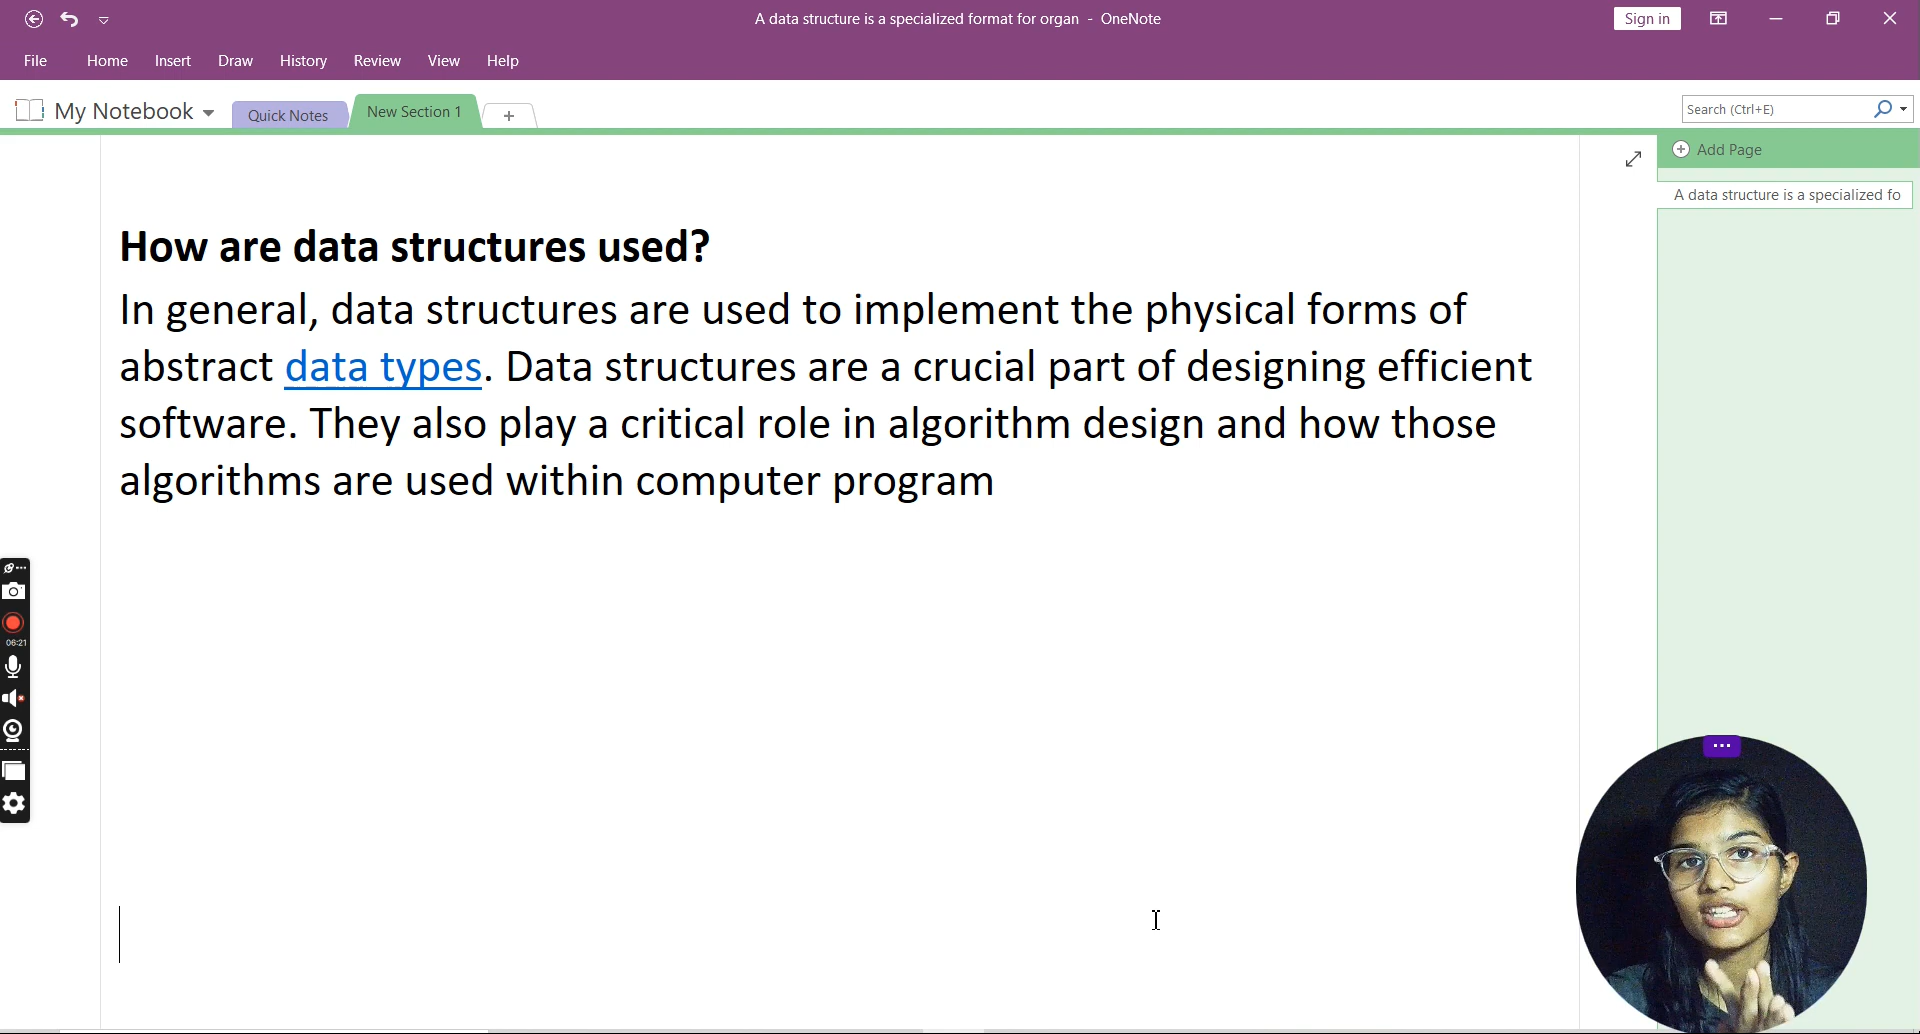 A data structure is a specialized format for organ - OneNote
Sign in
File Home Insert Draw History Review View Help
My Notebook Quick Notes New Section 1 +
Search (Ctrl+E)
Add Page
A data structure is a specialized fo
How are data structures used?
In general, data structures are used to implement the physical forms of
abstract data types. Data structures are a crucial part of designing efficient
software. They also play a critical role in algorithm design and how those
algorithms are used within computer program
06:21